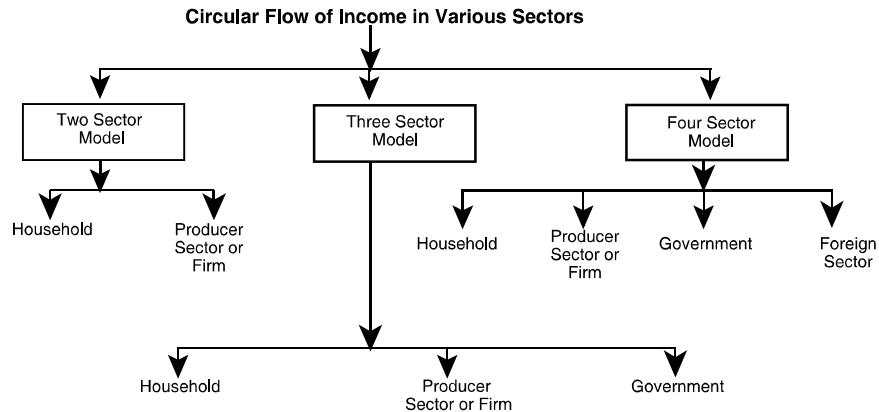 Circular Flow of Income in Various Sectors
Two Sector
Model
Three Sector
Model
Four Sector
Model
Household
Producer
Sector or
Firm
Household
Producer
Sector or
Firm
Government
Foreign
Sector
Household
Producer
Sector or Firm
Government